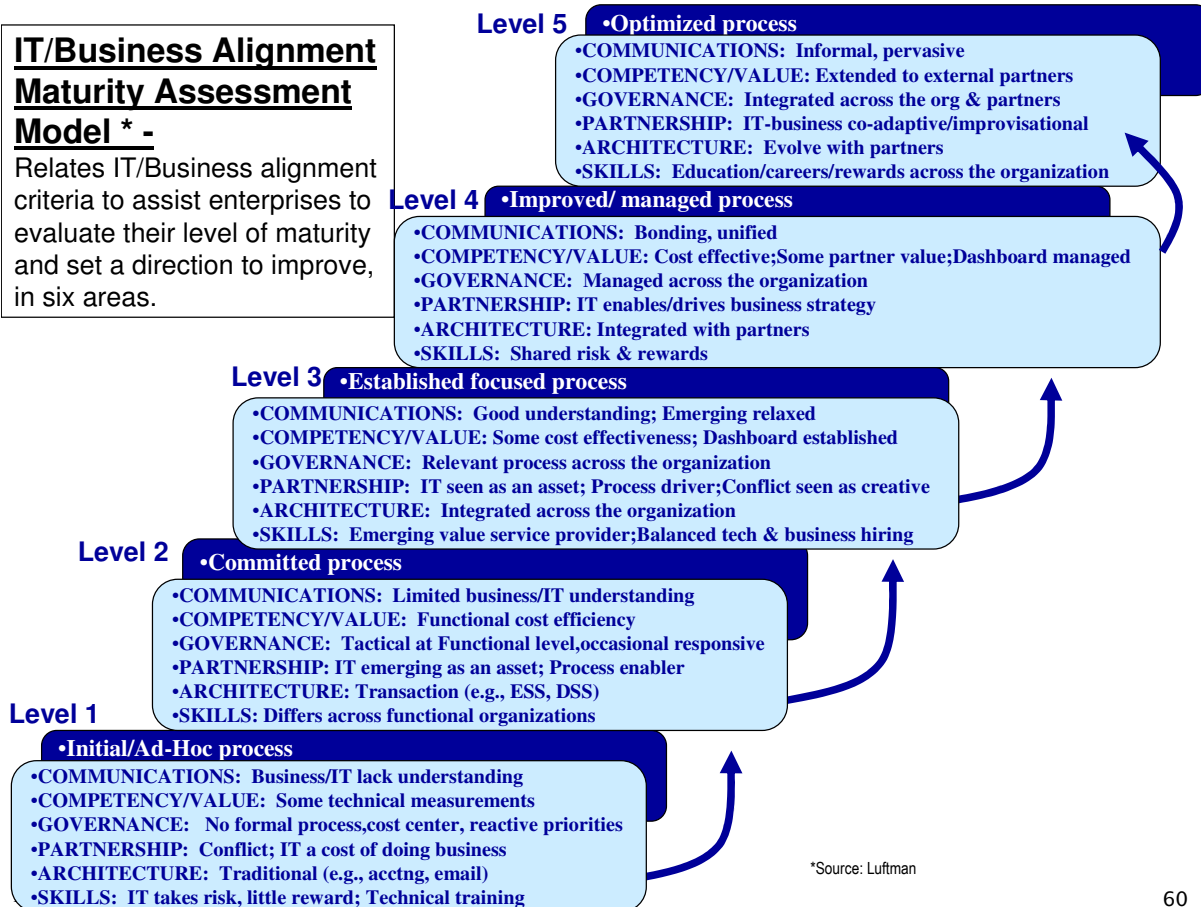 IT/Business Alignment
Maturity Assessment
Model * -
Relates IT/Business alignment
criteria to assist enterprises to
evaluate their level of maturity
and set a direction to improve,
in six areas.
Level 5
•Optimized process
•COMMUNICATIONS: Informal, pervasive
•COMPETENCY/VALUE: Extended to external partners
•GOVERNANCE: Integrated across the org & partners
•PARTNERSHIP: IT-business co-adaptive/improvisational
•ARCHITECTURE: Evolve with partners
•SKILLS: Education/careers/rewards across the organization
Level 4
•Improved/ managed process
•COMMUNICATIONS: Bonding, unified
•COMPETENCY/VALUE: Cost effective;Some partner value;Dashboard managed
•GOVERNANCE: Managed across the organization
•PARTNERSHIP: IT enables/drives business strategy
•ARCHITECTURE: Integrated with partners
•SKILLS: Shared risk & rewards
Level 3
•Established focused process
•COMMUNICATIONS: Good understanding; Emerging relaxed
•COMPETENCY/VALUE: Some cost effectiveness; Dashboard established
•GOVERNANCE: Relevant process across the organization
•PARTNERSHIP: IT seen as an asset; Process driver;Conflict seen as creative
•ARCHITECTURE: Integrated across the organization
•SKILLS: Emerging value service provider;Balanced tech & business hiring
Level 2
•Committed process
•COMMUNICATIONS: Limited business/IT understanding
•COMPETENCY/VALUE: Functional cost efficiency
•GOVERNANCE: Tactical at Functional level,occasional responsive
•PARTNERSHIP: IT emerging as an asset; Process enabler
•ARCHITECTURE: Transaction (e.g., ESS, DSS)
•SKILLS: Differs across functional organizations
Level 1
•Initial/Ad-Hoc process
•COMMUNICATIONS: Business/IT lack understanding
•COMPETENCY/VALUE: Some technical measurements
•GOVERNANCE: No formal process,cost center, reactive priorities
•PARTNERSHIP: Conflict; IT a cost of doing business
•ARCHITECTURE: Traditional (e.g., acctng, email)
•SKILLS: IT takes risk, little reward; Technical training
*Source: Luftman
60